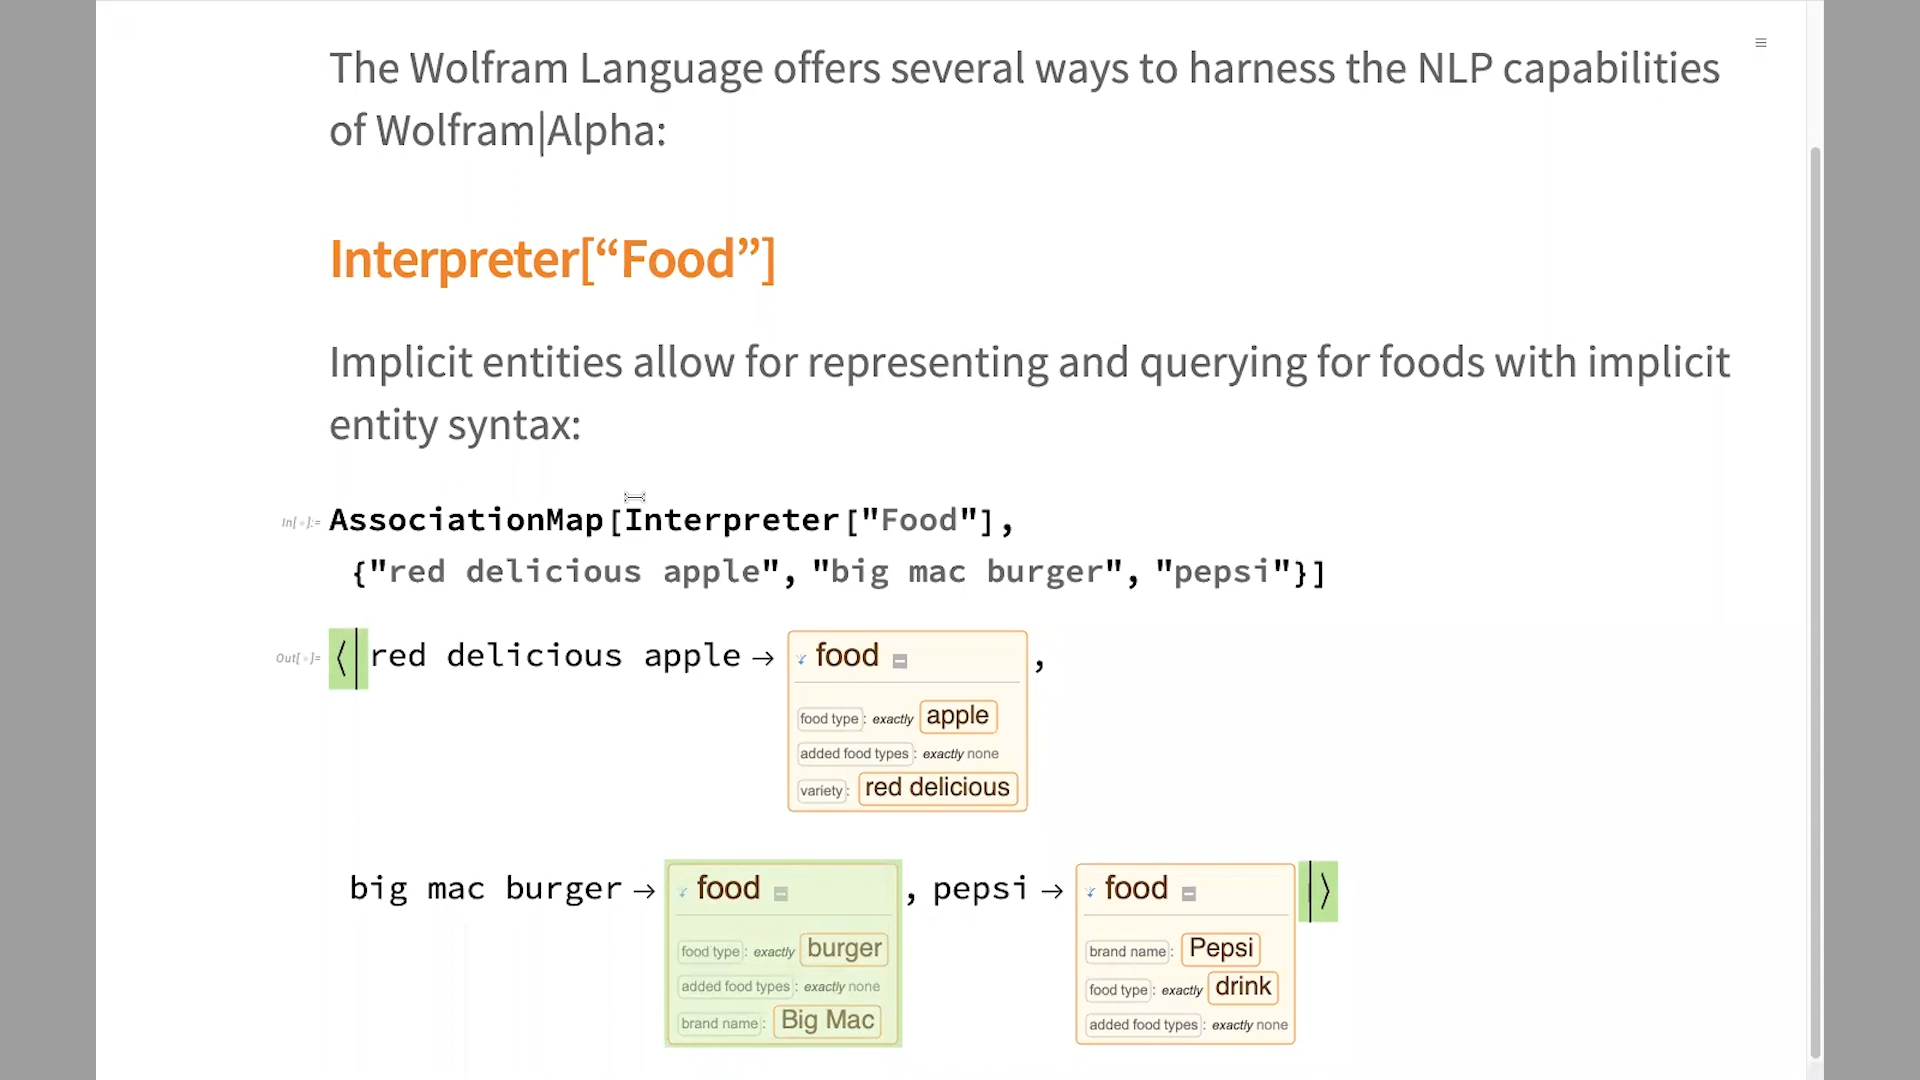 The Wolfram Language offers several ways to harness the NLP capabilities
of Wolfram|Alpha:
Interpreter[“Food”]
Implicit entities allow for representing and querying for foods with implicit
entity syntax:
In[ ]:= AssociationMap[Interpreter["Food"],
{"red delicious apple", "big mac burger", "pepsi"}]
Out[ ]= <|red delicious apple → food ,
food type : exactly apple
added food types : exactly none
variety : red delicious
big mac burger → food , pepsi → food |>
food type : exactly burger
added food types : exactly none
brand name : Big Mac
brand name : Pepsi
food type : exactly drink
added food types : exactly none